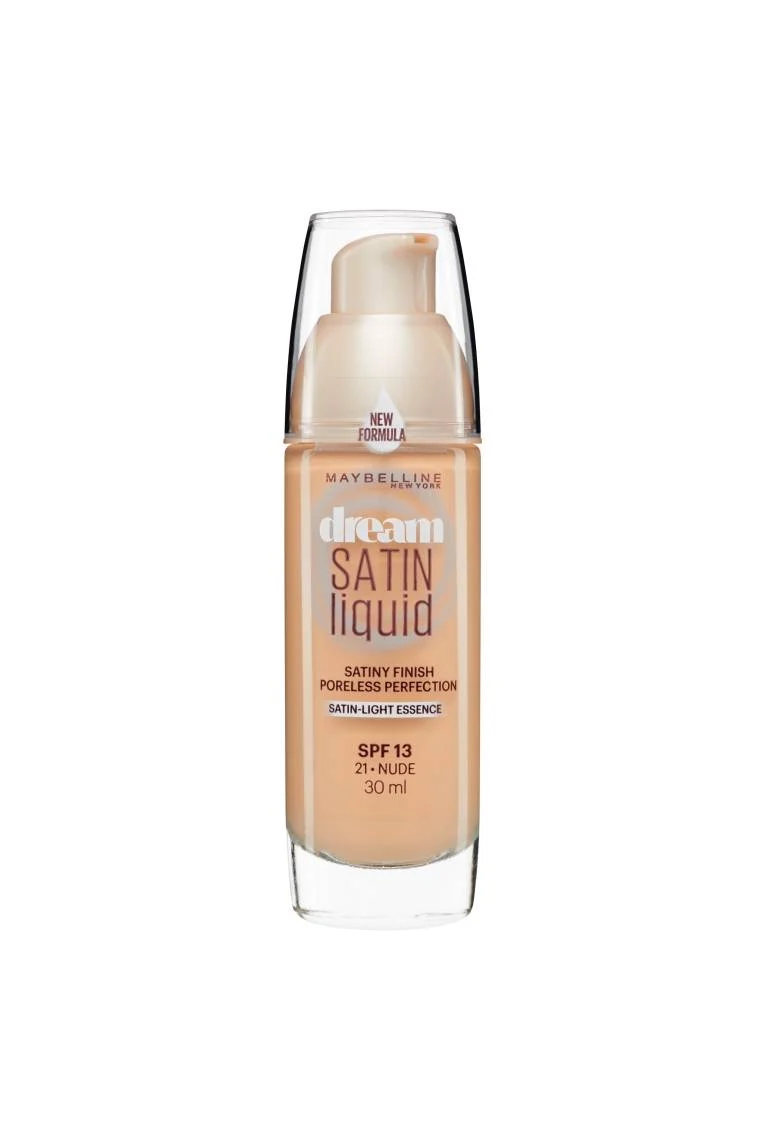 NEW
FORMULA
MAYBELLINE
NEW YORK
dream
SATIN
liquid
SATINY FINISH
PORELESS PERFECTION
SATIN-LIGHT ESSENCE
SPF 13
21 • NUDE
30 ml